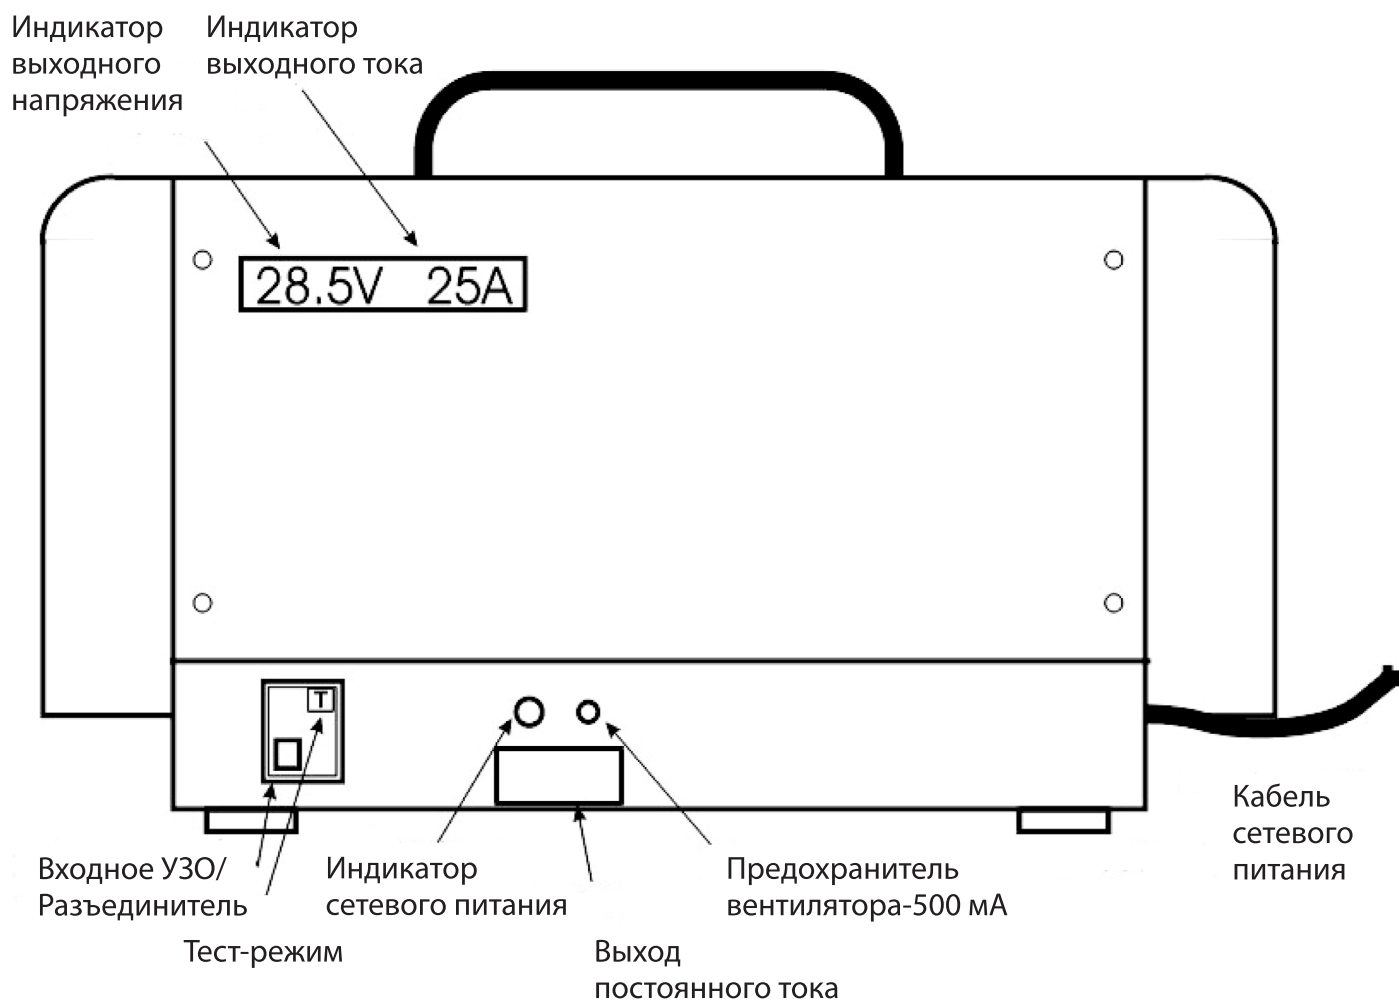 Индикатор
выходного
напряжения
Индикатор
выходного тока
28.5V 25A
T
Входное УЗО/
Разъединитель
Тест-режим
Индикатор
сетевого питания
Выход
постоянного тока
Предохранитель
вентилятора-500 мА
Кабель
сетевого
питания